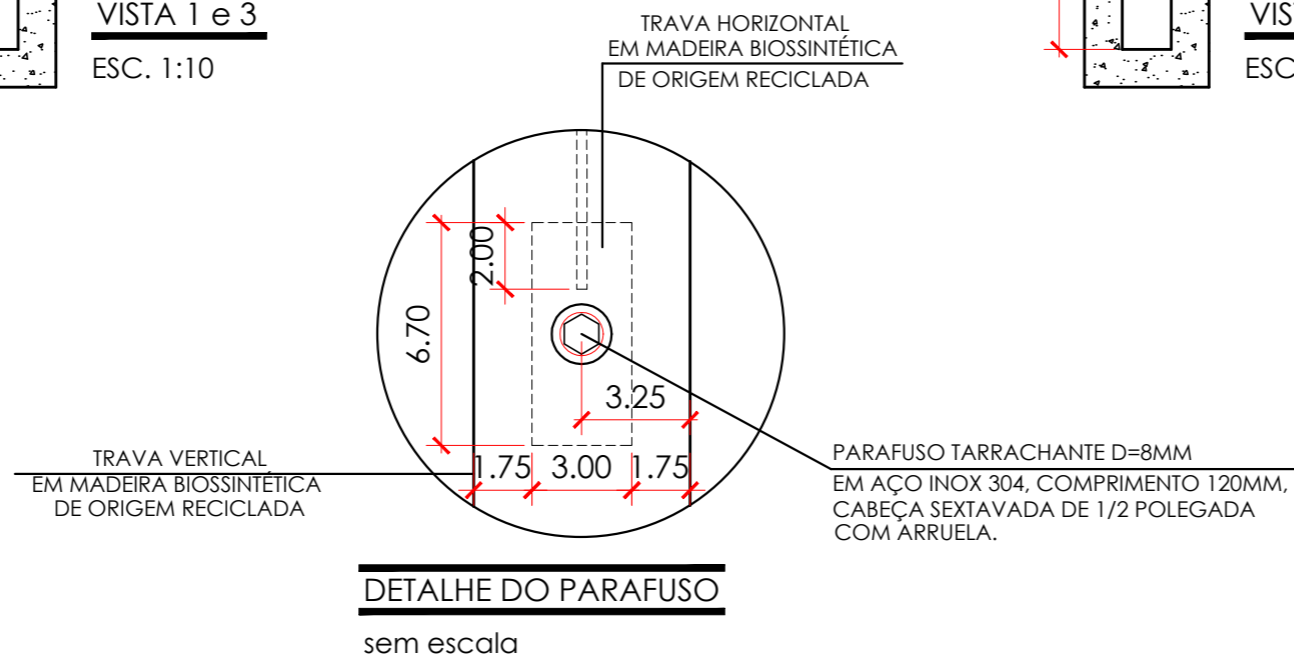 VISTA 1 e 3
ESC. 1:10
TRAVA HORIZONTAL
EM MADEIRA BIOSSINTÉTICA
DE ORIGEM RECICLADA
VIS
ESC
2.00
6.70
3.25
1.75 3.00 1.75
TRAVA VERTICAL
EM MADEIRA BIOSSINTÉTICA
DE ORIGEM RECICLADA
PARAFUSO TARRACHANTE D=8MM
EM AÇO INOX 304, COMPRIMENTO 120MM,
CABEÇA SEXTAVADA DE 1/2 POLEGADA
COM ARRUELA.
DETALHE DO PARAFUSO
sem escala